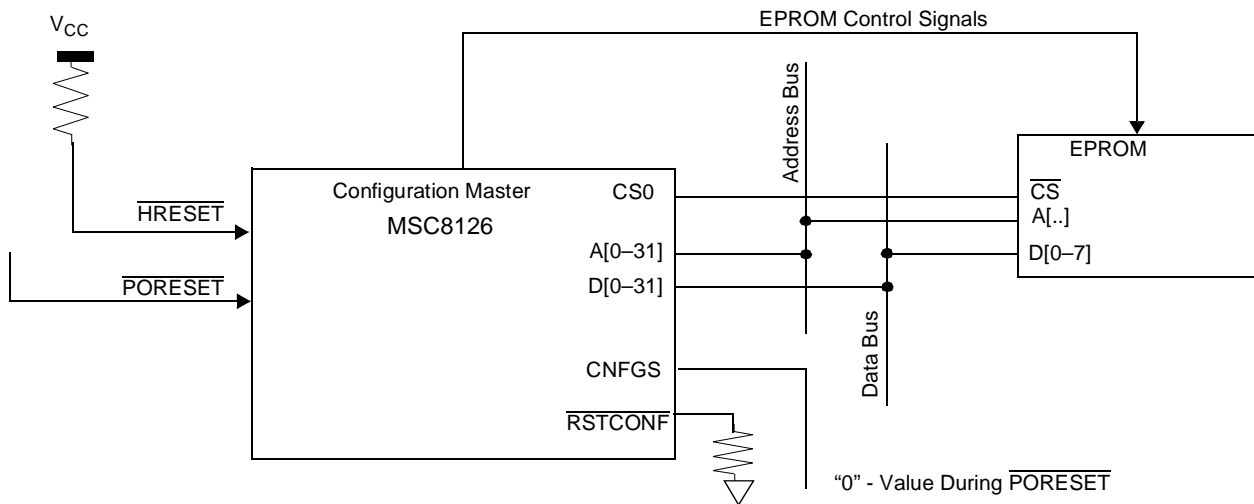 EPROM Control Signals
VCC
Address Bus
EPROM
Configuration Master
MSC8126
CS0
CS
HRESET
A[..]
A[0–31]
D[0–7]
PORESET
D[0–31]
Data Bus
CNFGS
RSTCONF
“0” - Value During PORESET